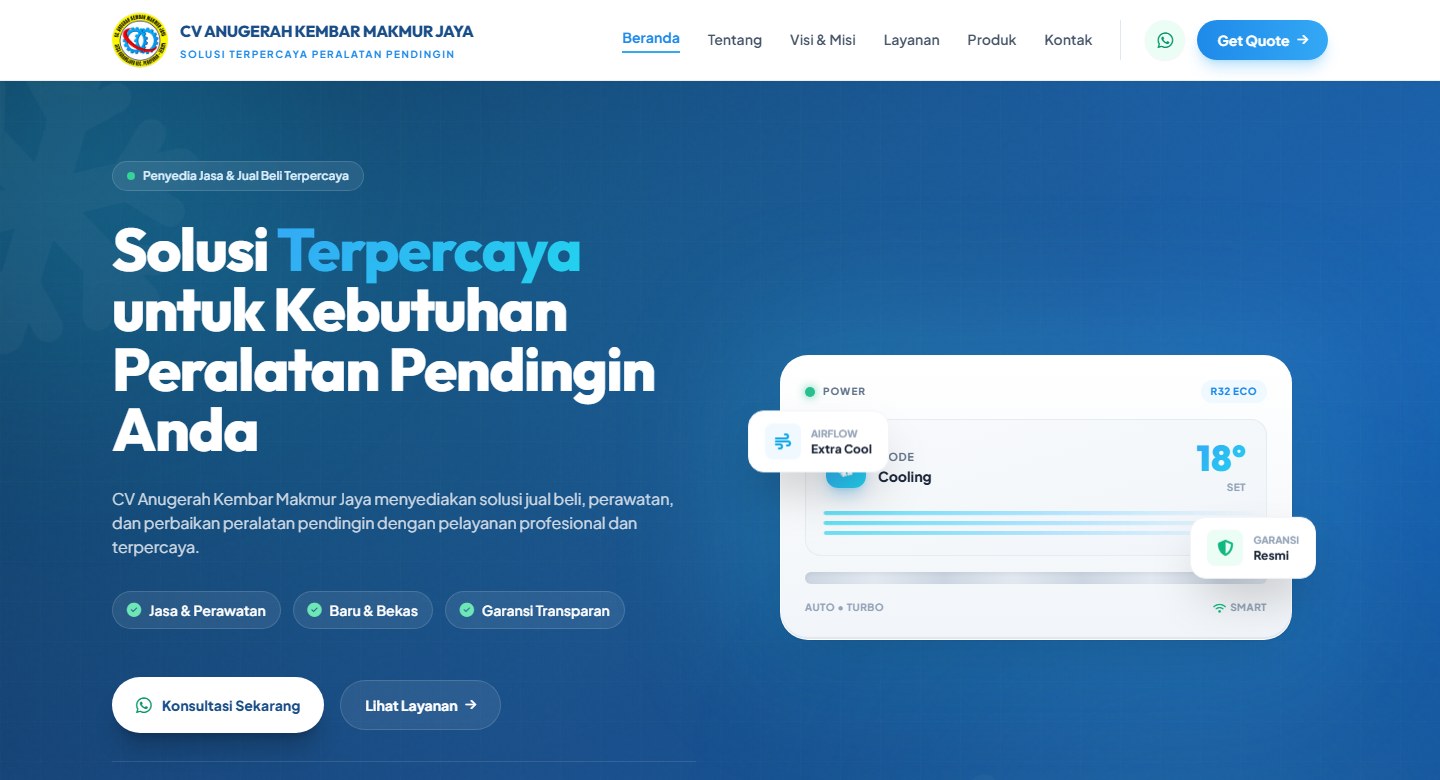 CV ANUGERAH KEMBAR MAKMUR JAYA
SOLUSI TERPERCAYA PERALATAN PENDINGIN
Beranda
Tentang
Visi & Misi
Layanan
Produk
Kontak
Get Quote
Penyedia Jasa & Jual Beli Terpercaya
Solusi Terpercaya
untuk Kebutuhan
Peralatan Pendingin
Anda
CV Anugerah Kembar Makmur Jaya menyediakan solusi jual beli, perawatan,
dan perbaikan peralatan pendingin dengan pelayanan profesional dan
terpercaya.
Jasa & Perawatan
Baru & Bekas
Garansi Transparan
Konsultasi Sekarang
Lihat Layanan
POWER
R32 ECO
AIRFLOW
Extra Cool
ODE
Cooling
18°
SET
GARANSI
Resmi
AUTO • TURBO
SMART